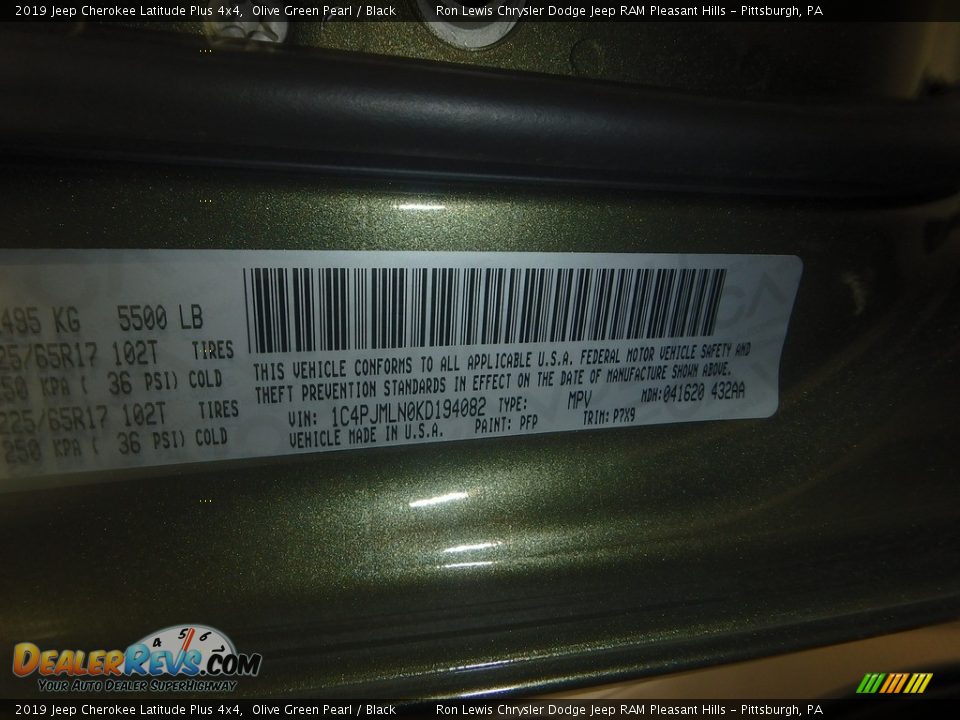 2019 Jeep Cherokee Latitude Plus 4x4, Olive Green Pearl / Black Ron Lewis Chrysler Dodge Jeep RAM Pleasant Hills - Pittsburgh, PA
495 KG 5500 LB
225/65R17 102T TIRES
250 KPA ( 36 PSI) COLD
225/65R17 102T TIRES
250 KPA ( 36 PSI) COLD
THIS VEHICLE CONFORMS TO ALL APPLICABLE U.S.A. FEDERAL MOTOR VEHICLE SAFETY AND
THEFT PREVENTION STANDARDS IN EFFECT ON THE DATE OF MANUFACTURE SHOWN ABOVE.
VIN: 1C4PJMLN0KD194082 TYPE: MPV MDH:041620 432AA
VEHICLE MADE IN U.S.A. PAINT: PFP TRIM: P7X9
4 5 6
DEALERREVS.COM
YOUR AUTO DEALER SUPERHIGHWAY
2019 Jeep Cherokee Latitude Plus 4x4, Olive Green Pearl / Black Ron Lewis Chrysler Dodge Jeep RAM Pleasant Hills - Pittsburgh, PA